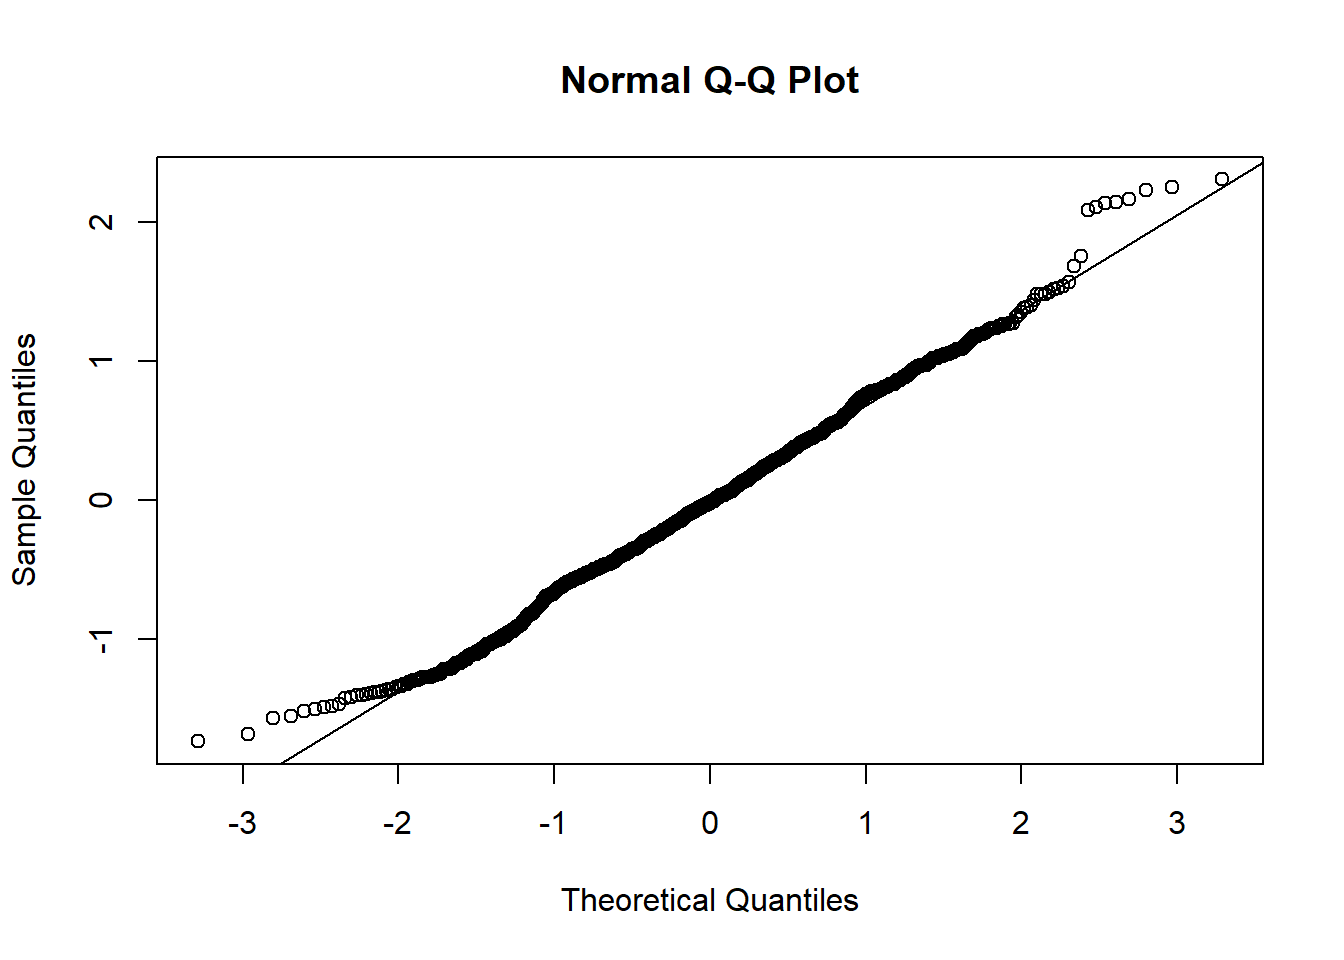 Normal Q-Q Plot
Sample Quantiles
2
1
0
-1
-3 -2 -1 0 1 2 3
Theoretical Quantiles